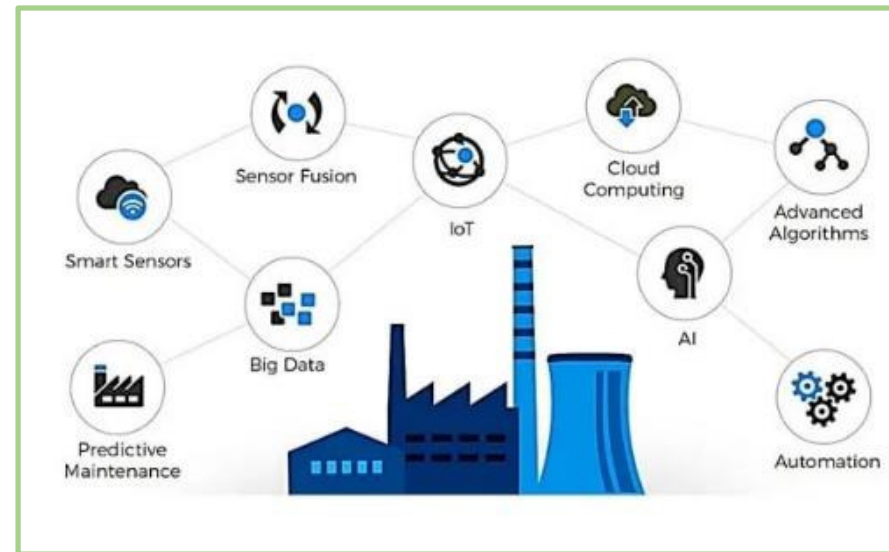 Sensor Fusion
Cloud
Computing
IoT
Advanced
Algorithms
Smart Sensors
AI
Big Data
Predictive
Maintenance
Automation